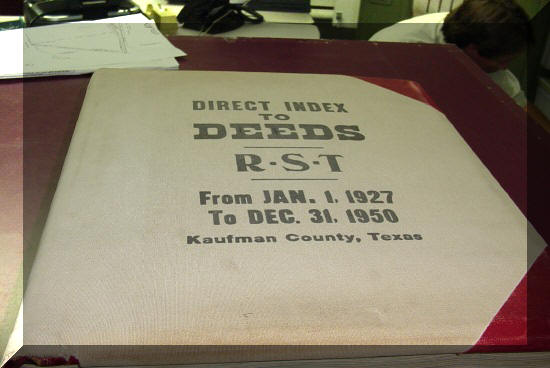 DIRECT INDEX
TO
DEEDS
R·S·T
From JAN. 1, 1927
To DEC. 31, 1950
Kaufman County, Texas